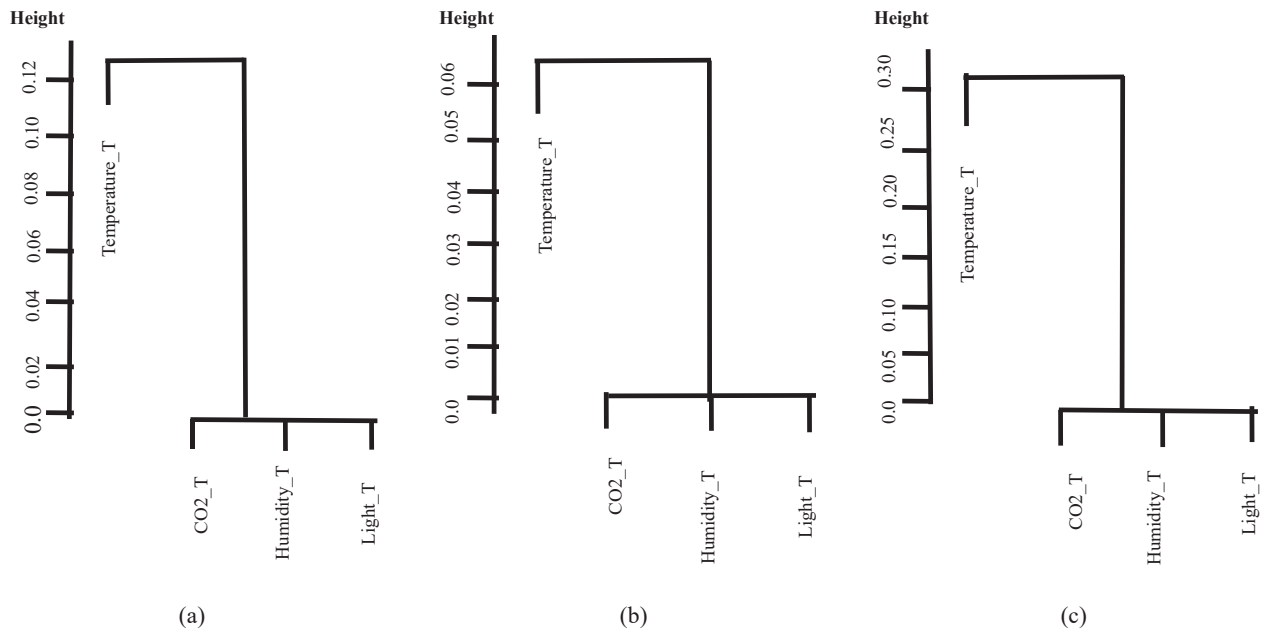 Height
0.12
0.10
0.08
0.06
0.04
0.02
0.0
Temperature_T
CO2_T
Humidity_T
Light_T
(a)
Height
0.06
0.05
0.04
0.03
0.02
0.01
0.0
Temperature_T
CO2_T
Humidity_T
Light_T
(b)
Height
0.30
0.25
0.20
0.15
0.10
0.05
0.0
Temperature_T
CO2_T
Humidity_T
Light_T
(c)